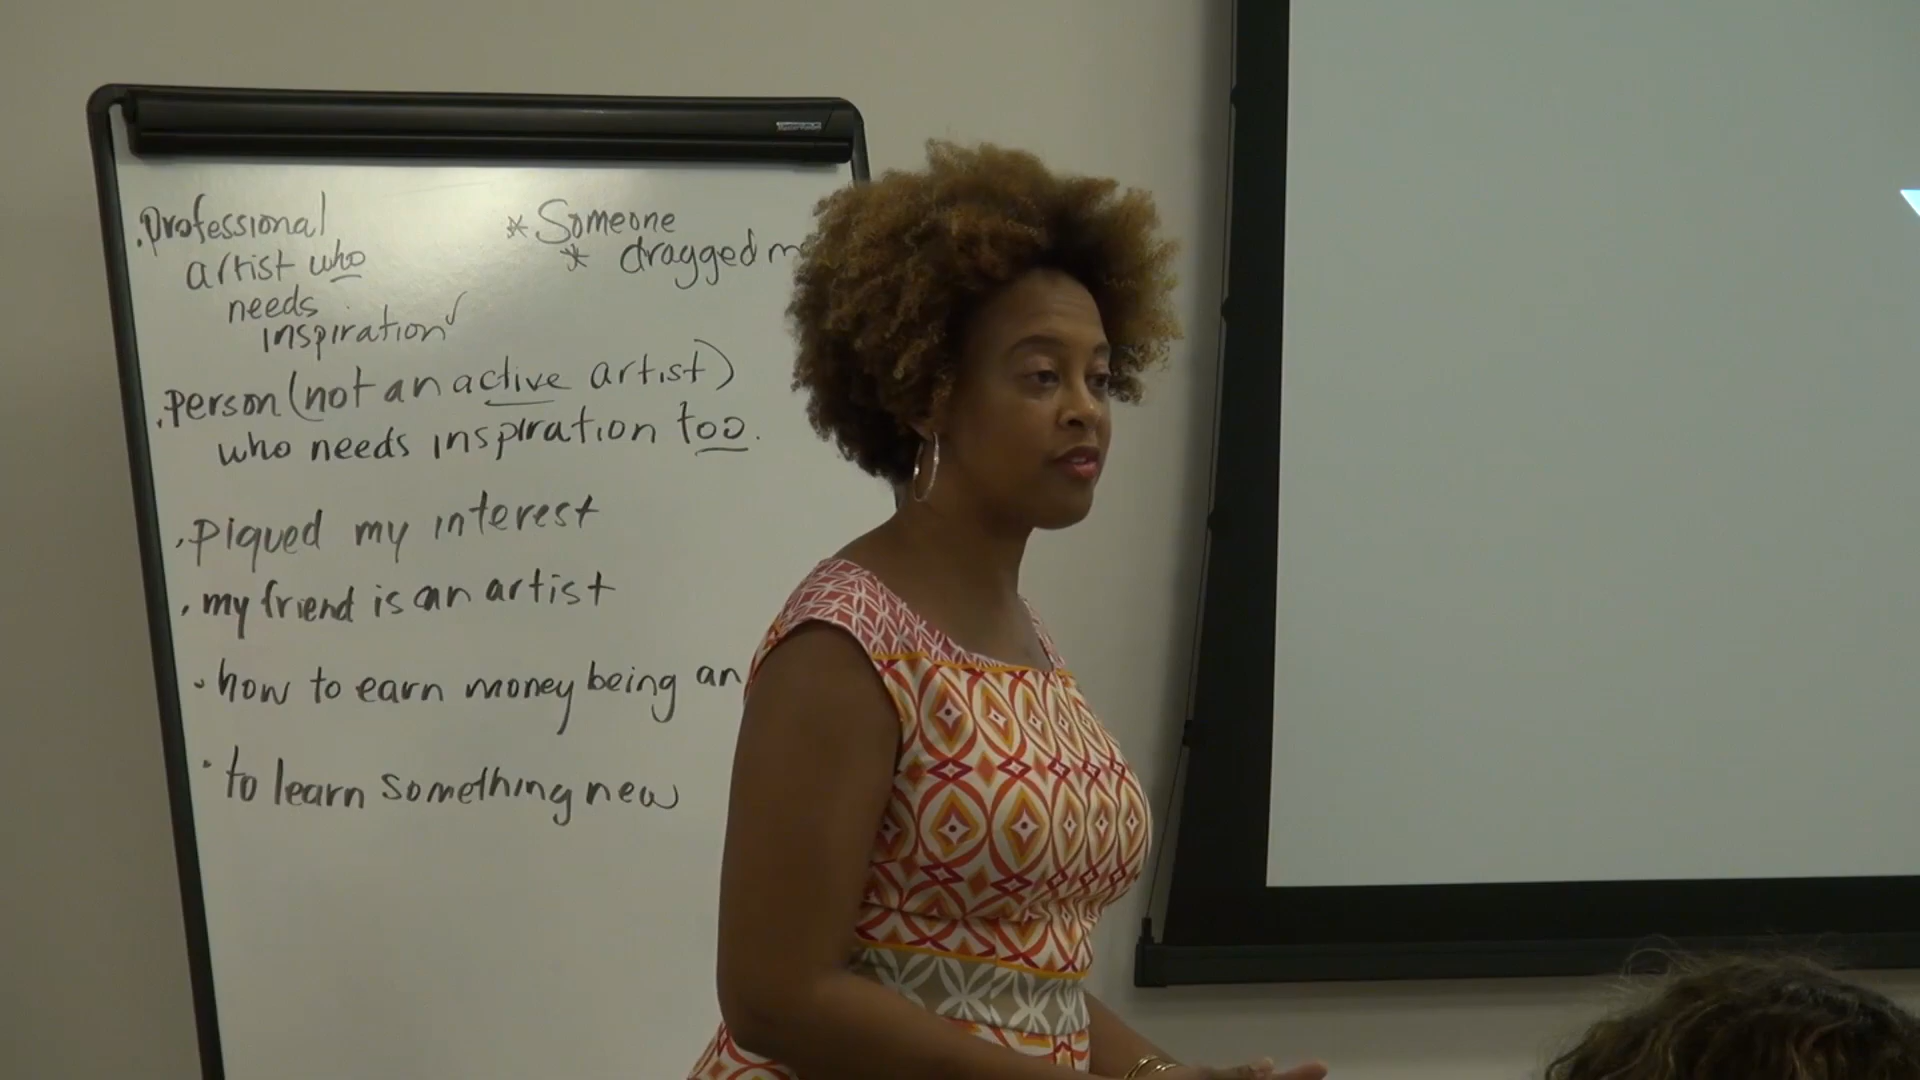 .professional
artist who
needs
inspiration✓
* Someone
* dragged
.person (not an active artist)
who needs inspiration too.
. piqued my interest
. my friend is an artist
. how to earn money being an
. to learn something new